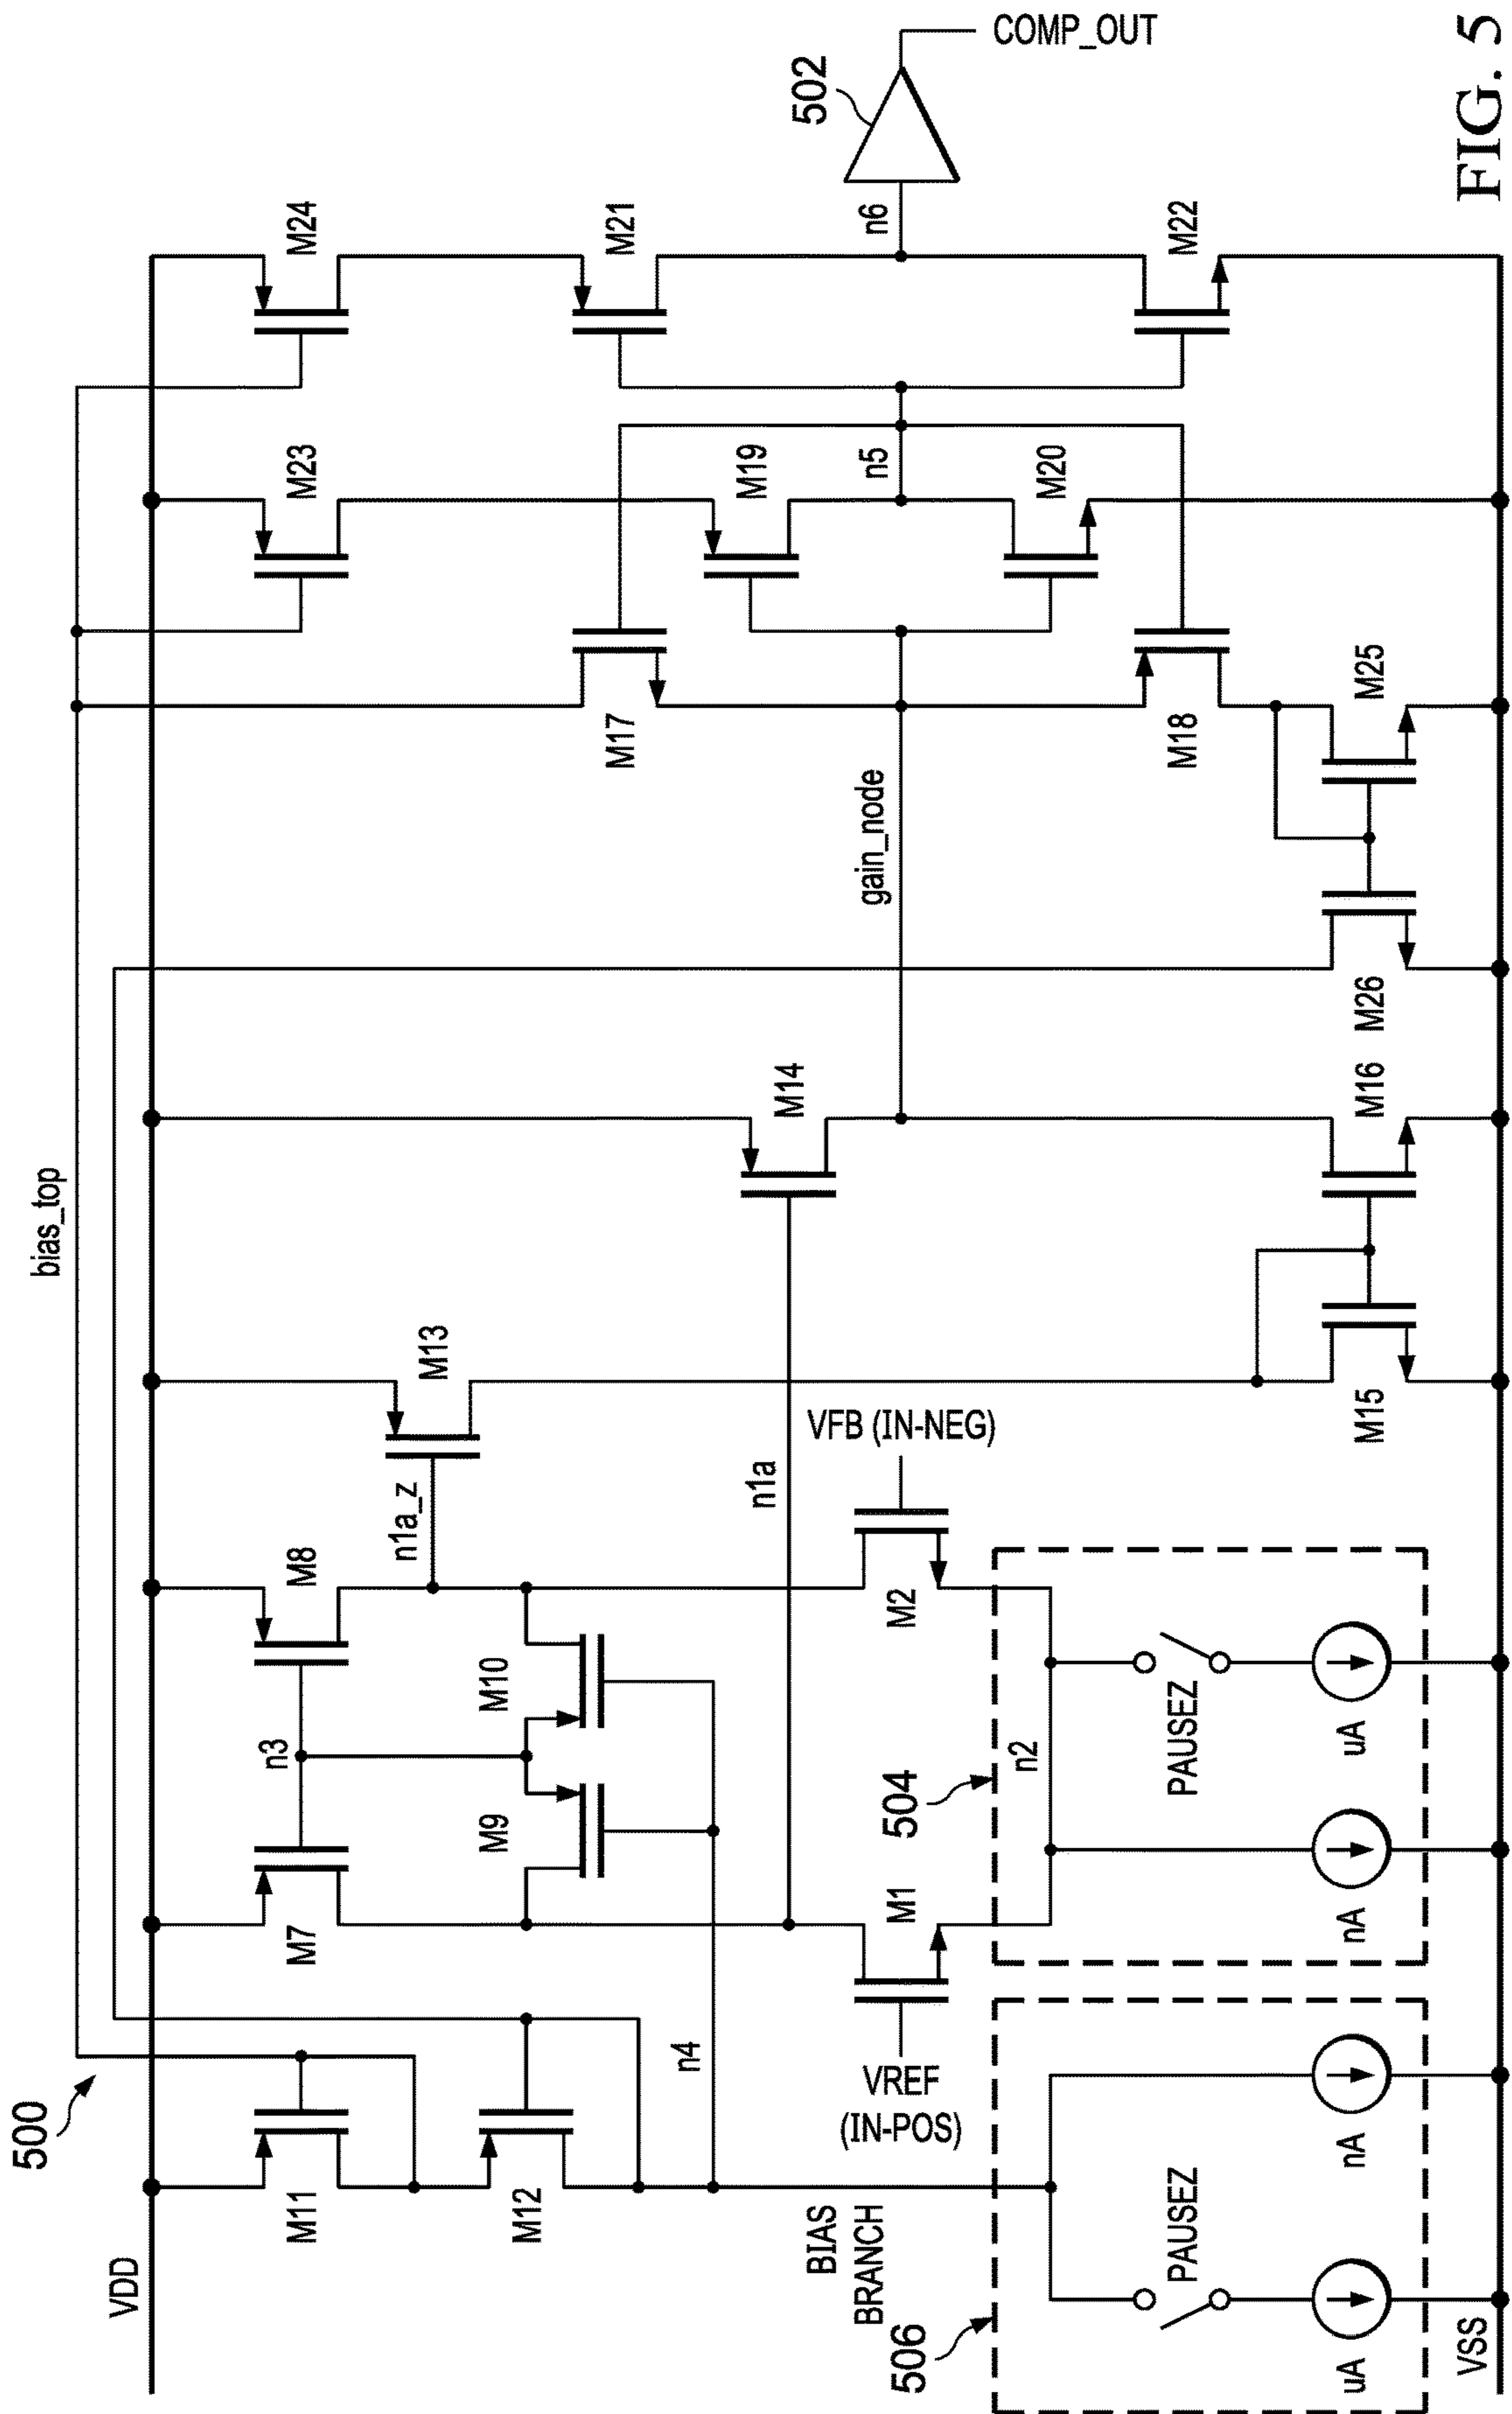 500
VDD
bias_top
M11
M12
M7
n3
M8
M9
M10
n4
n1a_z
M13
n1a
M14
gain_node
M17
M23
M19
n5
M20
M24
M21
n6
M22
502
COMP_OUT
VREF
(IN-POS)
M1
M2
VFB (IN-NEG)
BIAS
BRANCH
506
PAUSEZ
uA
nA
504
n2
PAUSEZ
nA
uA
M15
M16
M26
M18
M25
VSS
FIG. 5